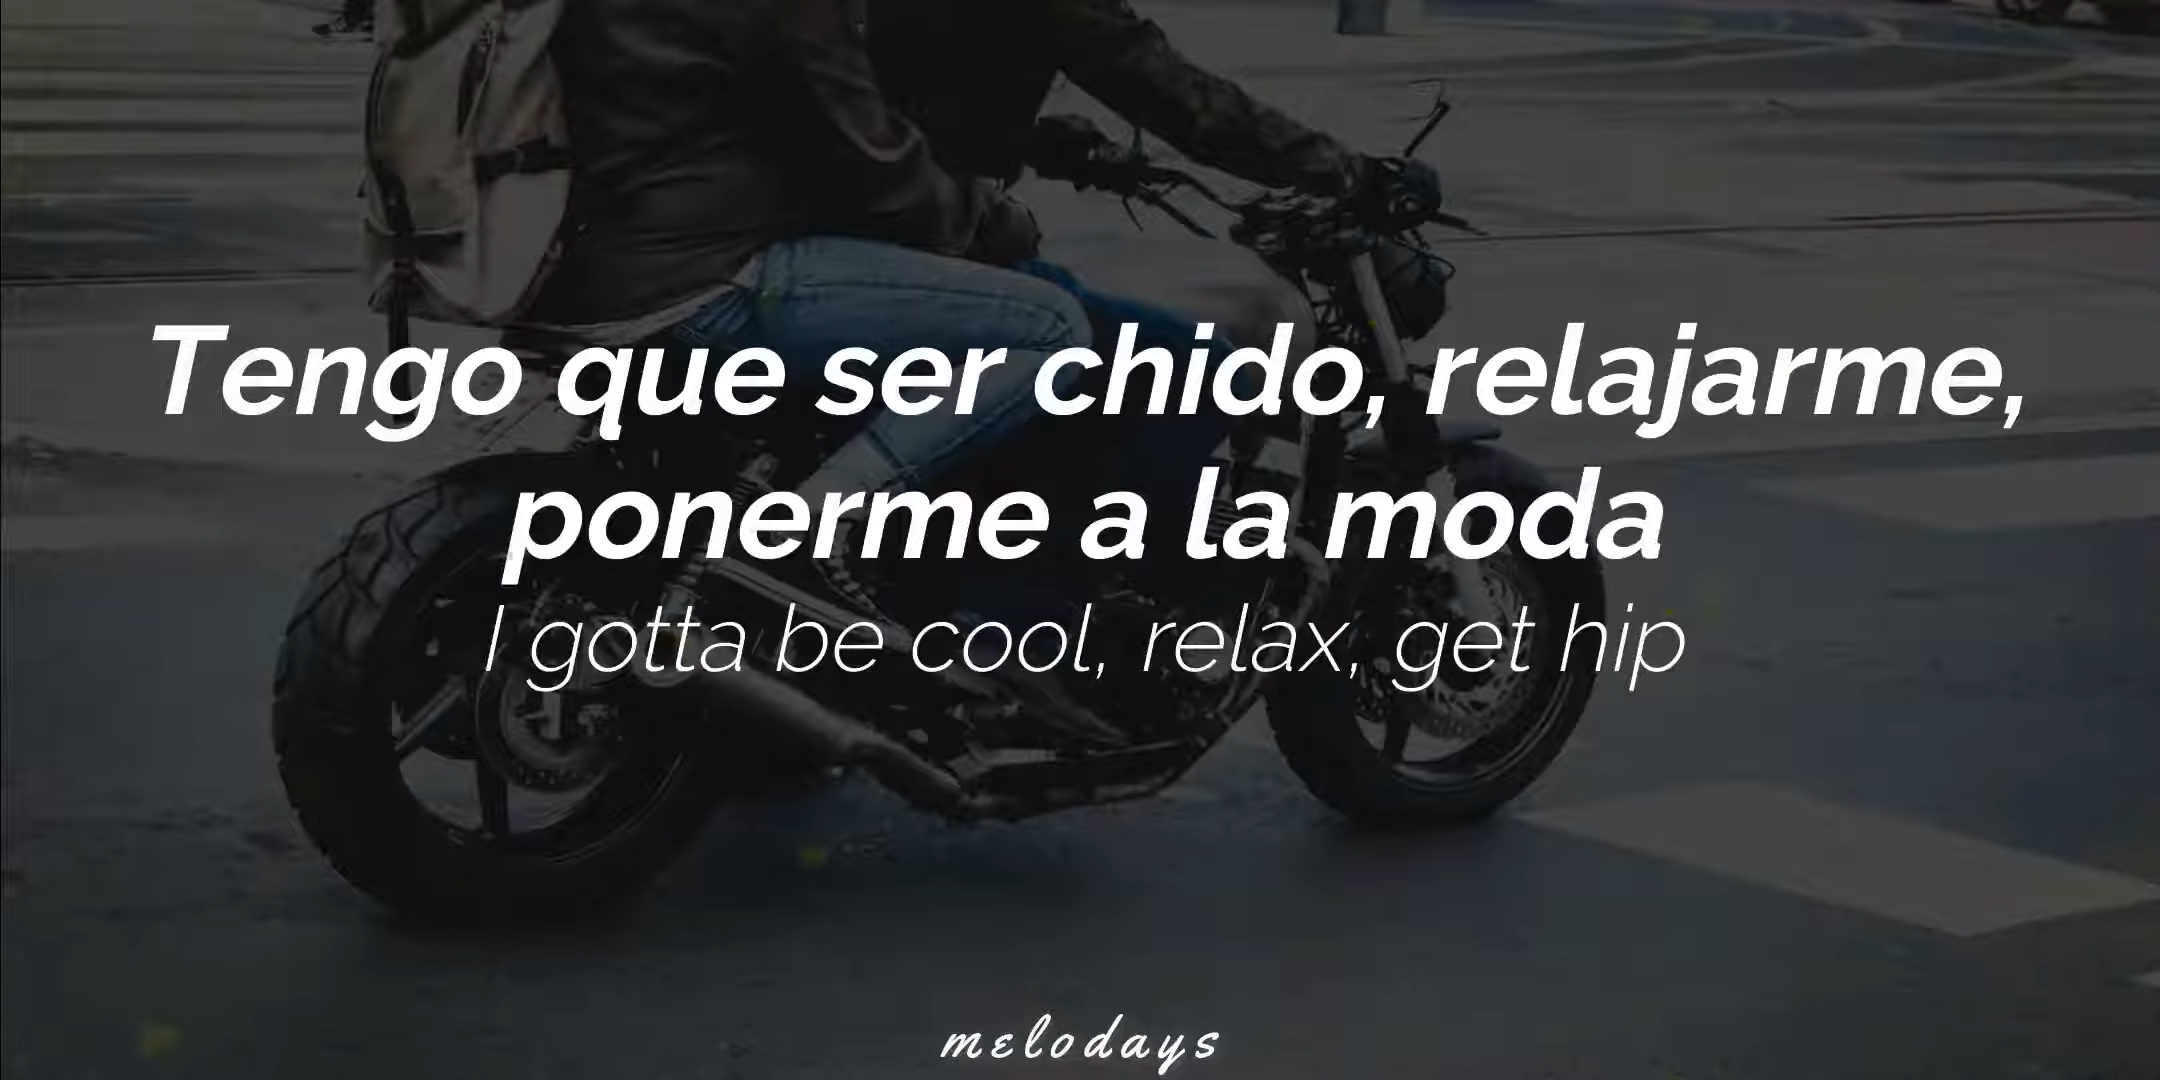 Tengo que ser chido, relajarme,
ponerme a la moda
I gotta be cool, relax, get hip
melodays